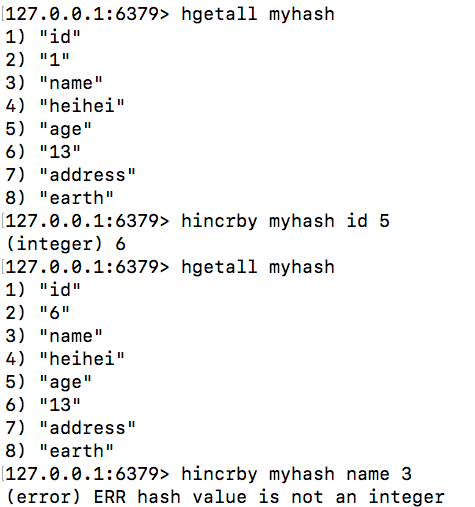 127.0.0.1:6379> hgetall myhash
1) "id"
2) "1"
3) "name"
4) "heihei"
5) "age"
6) "13"
7) "address"
8) "earth"
127.0.0.1:6379> hincrby myhash id 5
(integer) 6
127.0.0.1:6379> hgetall myhash
1) "id"
2) "6"
3) "name"
4) "heihei"
5) "age"
6) "13"
7) "address"
8) "earth"
127.0.0.1:6379> hincrby myhash name 3
(error) ERR hash value is not an integer